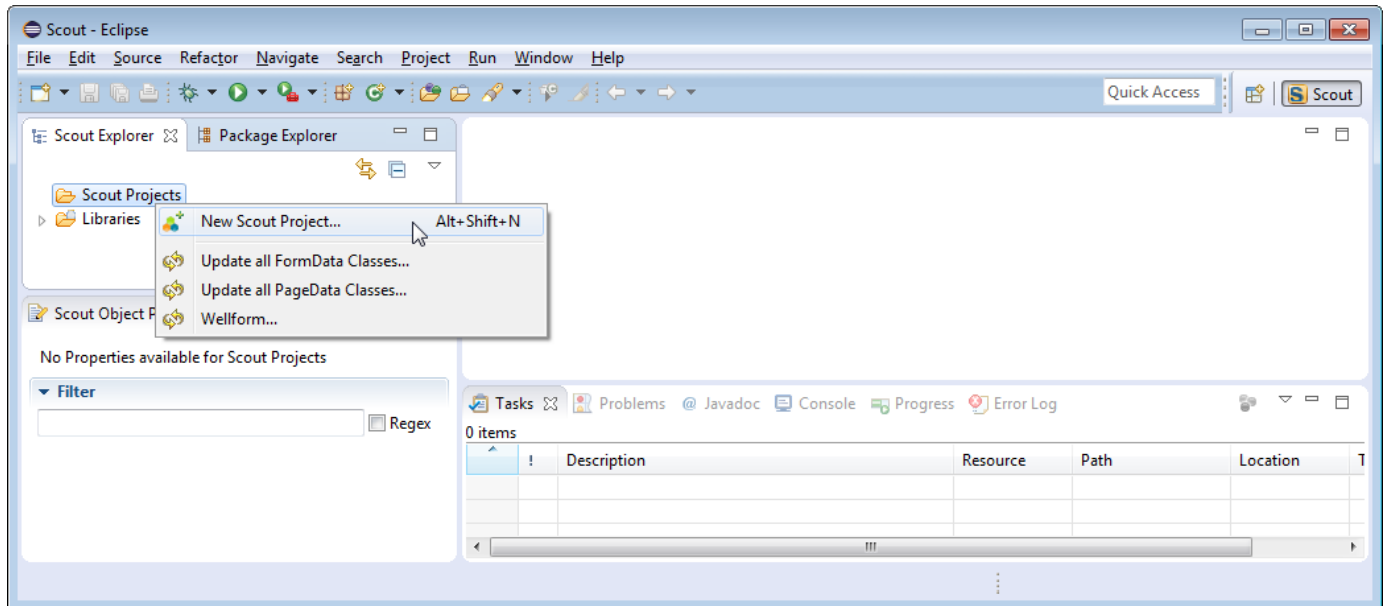 Scout - Eclipse
File Edit Source Refactor Navigate Search Project Run Window Help
Quick Access
Scout
Scout Explorer Package Explorer
Scout Projects
Libraries
New Scout Project... Alt+Shift+N
Update all FormData Classes...
Update all PageData Classes...
Wellform...
Scout Object
No Properties available for Scout Projects
Filter
Regex
Tasks Problems @ Javadoc Console Progress Error Log
0 items
! Description Resource Path Location